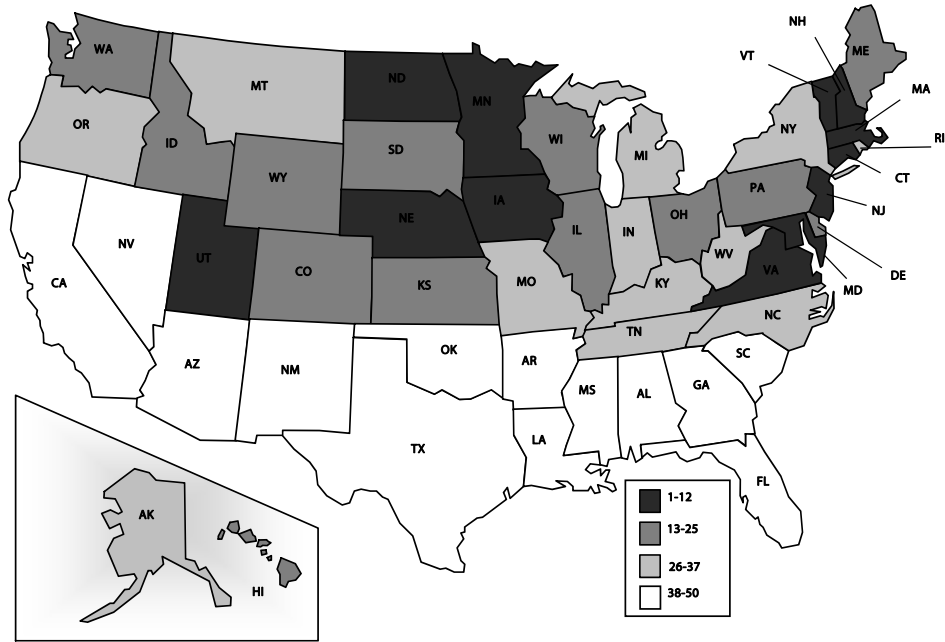 NH
WA
ME
VT
ND
MT
MN
MA
OR
NY
RI
WI
ID
SD
MI
CT
WY
PA
IA
NJ
OH
NE
IL
IN
NV
WV
UT
CO
VA
DE
CA
KS
MO
KY
MD
NC
TN
OK
SC
AZ
AR
NM
GA
MS
AL
LA
TX
FL
1-12
AK
13-25
26-37
HI
38-50